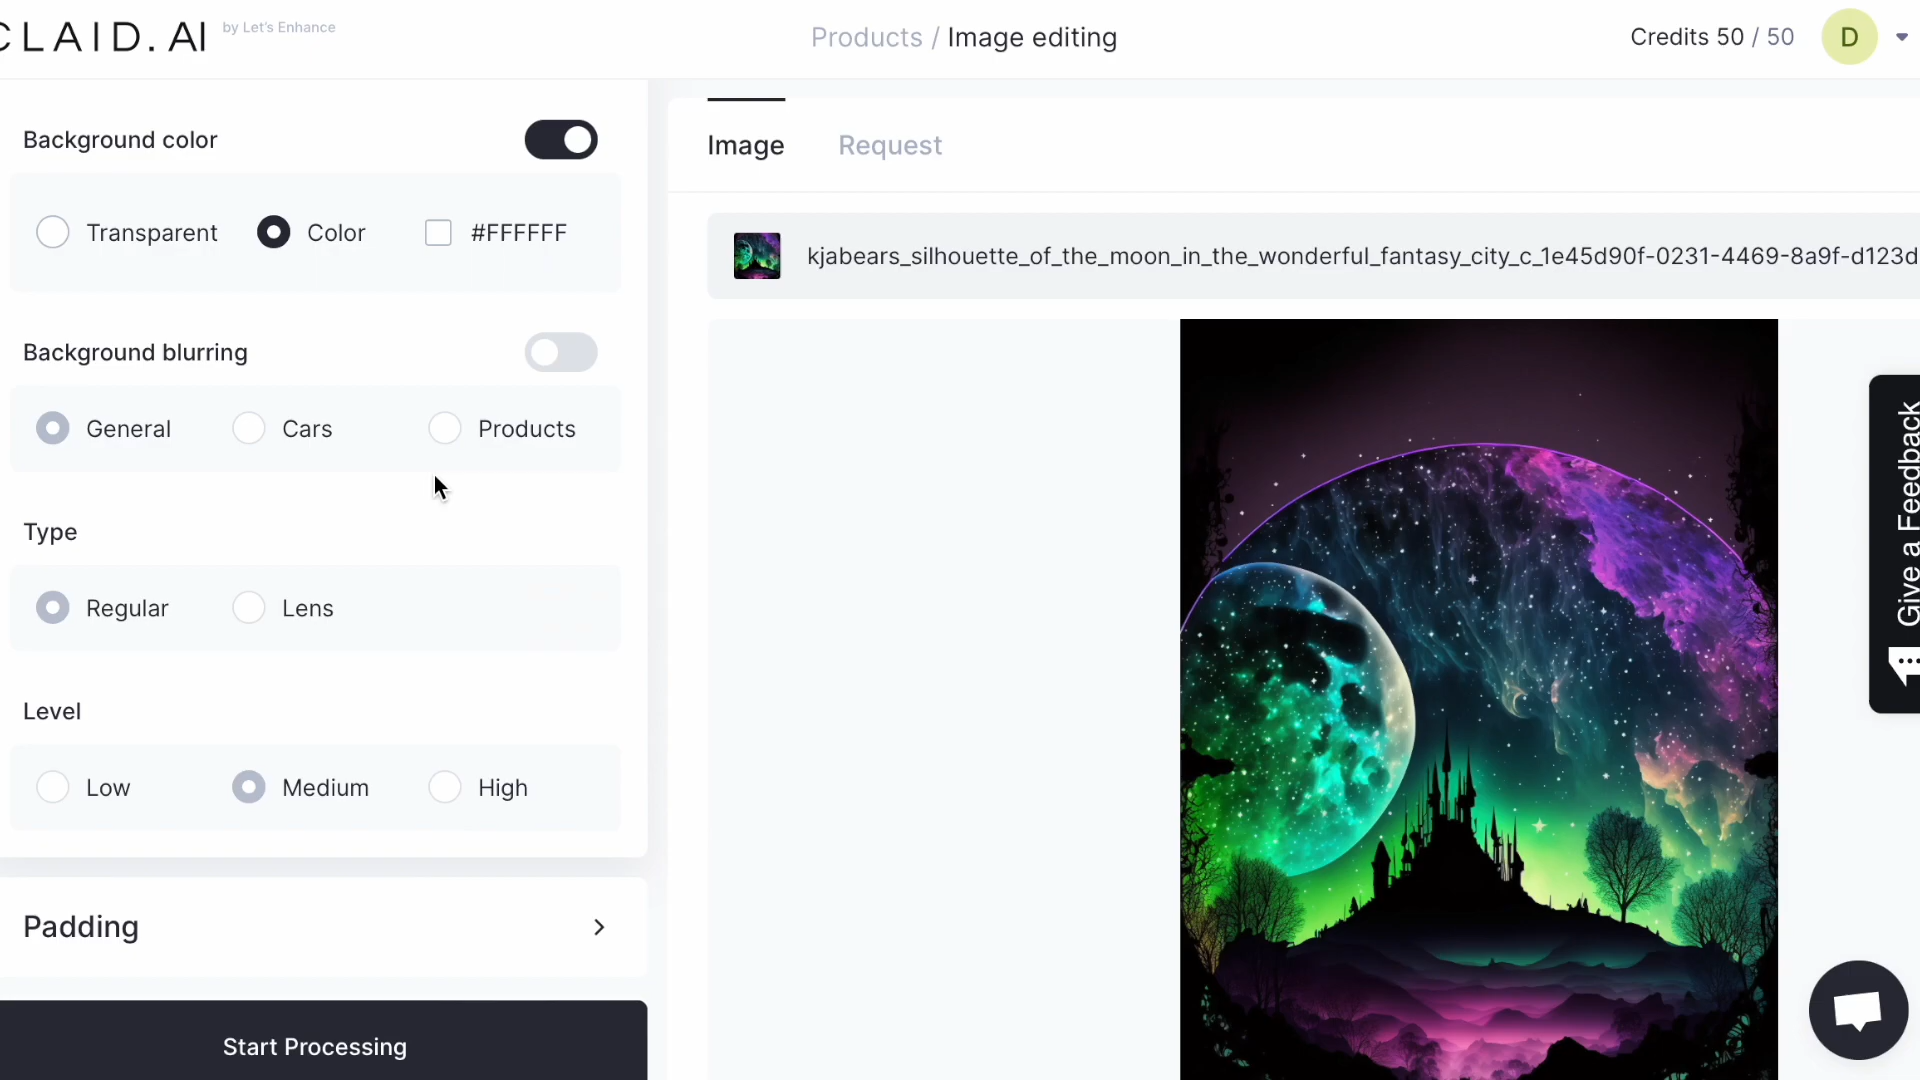 CLAID.AI by Let's Enhance
Products / Image editing
Credits 50 / 50
D
Background color
Transparent Color #FFFFFF
Background blurring
General Cars Products
Type
Regular Lens
Level
Low Medium High
Padding
Start Processing
Image Request
kjabears_silhouette_of_the_moon_in_the_wonderful_fantasy_city_c_1e45d90f-0231-4469-8a9f-d123d
Give a Feedback